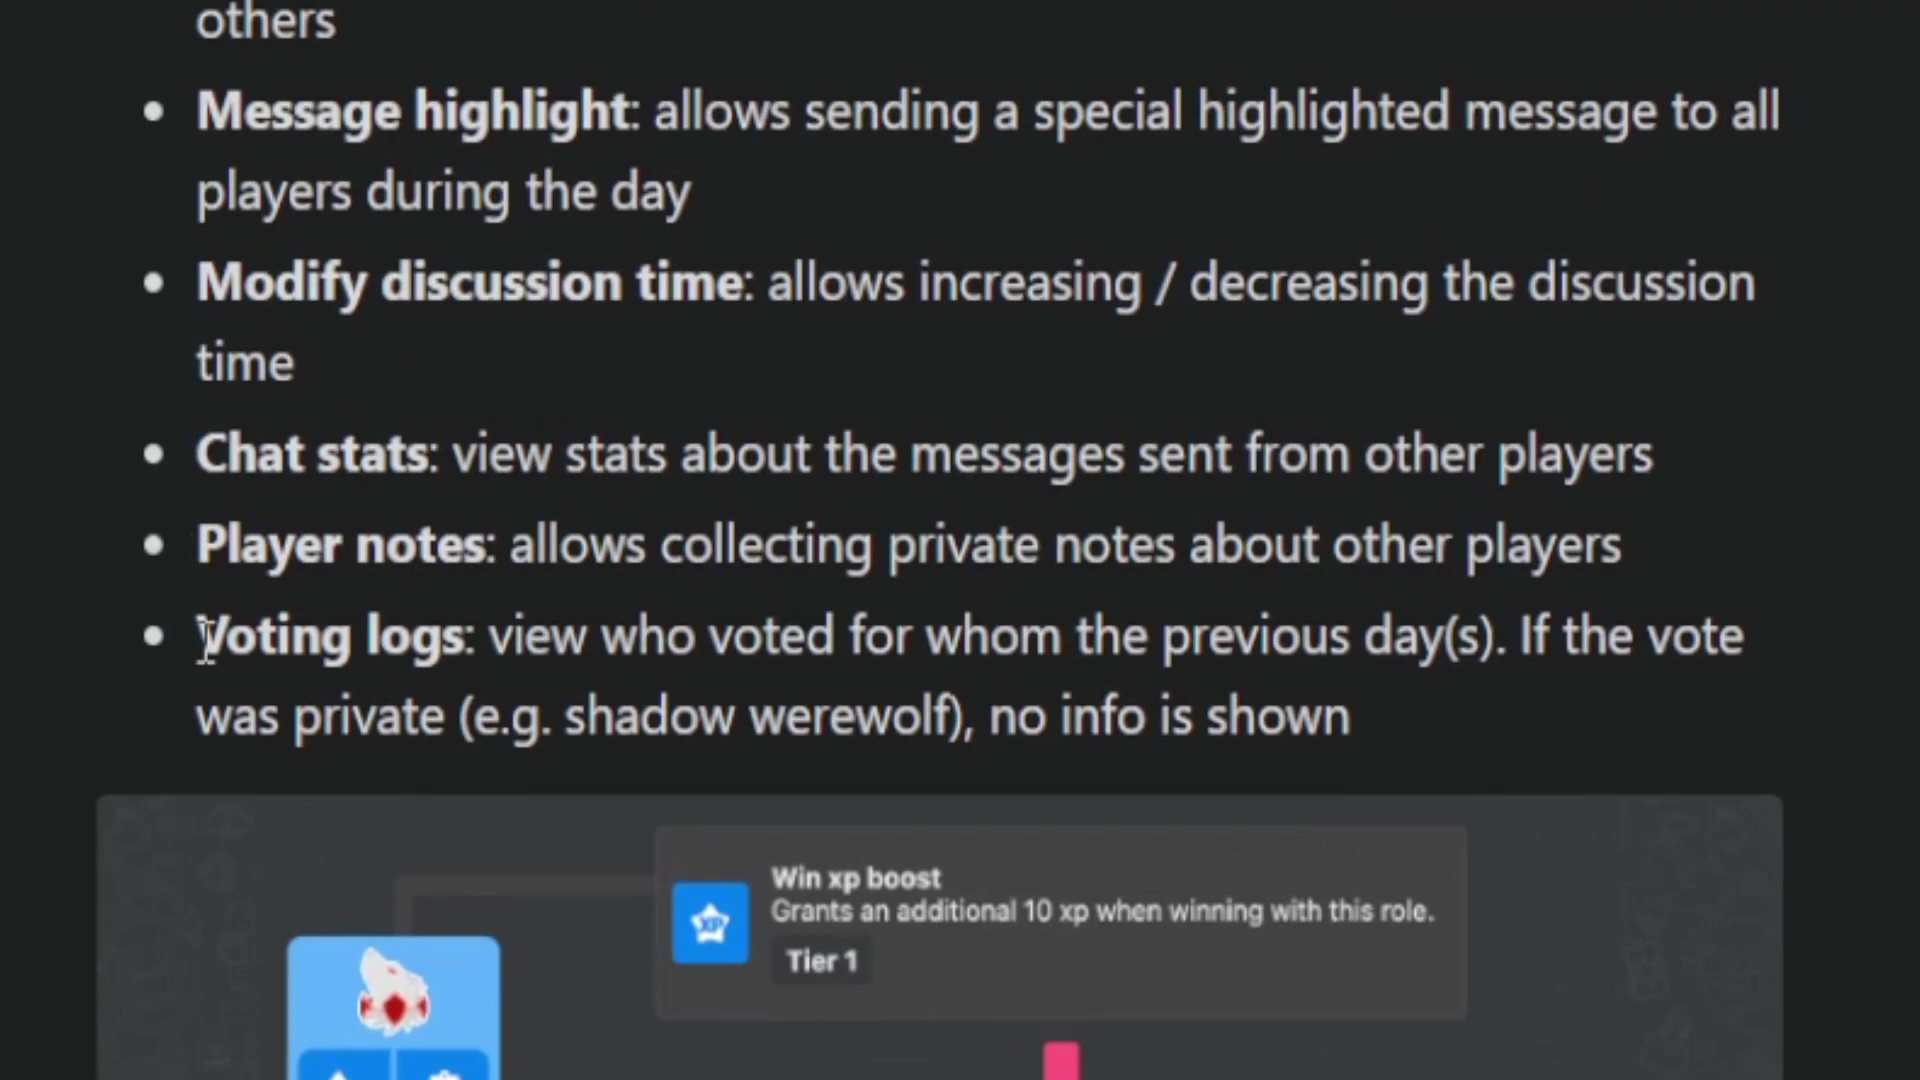 others
• Message highlight: allows sending a special highlighted message to all
players during the day
• Modify discussion time: allows increasing / decreasing the discussion
time
• Chat stats: view stats about the messages sent from other players
• Player notes: allows collecting private notes about other players
• Voting logs: view who voted for whom the previous day(s). If the vote
was private (e.g. shadow werewolf), no info is shown
Win xp boost
XP
Grants an additional 10 xp when winning with this role.
Tier 1